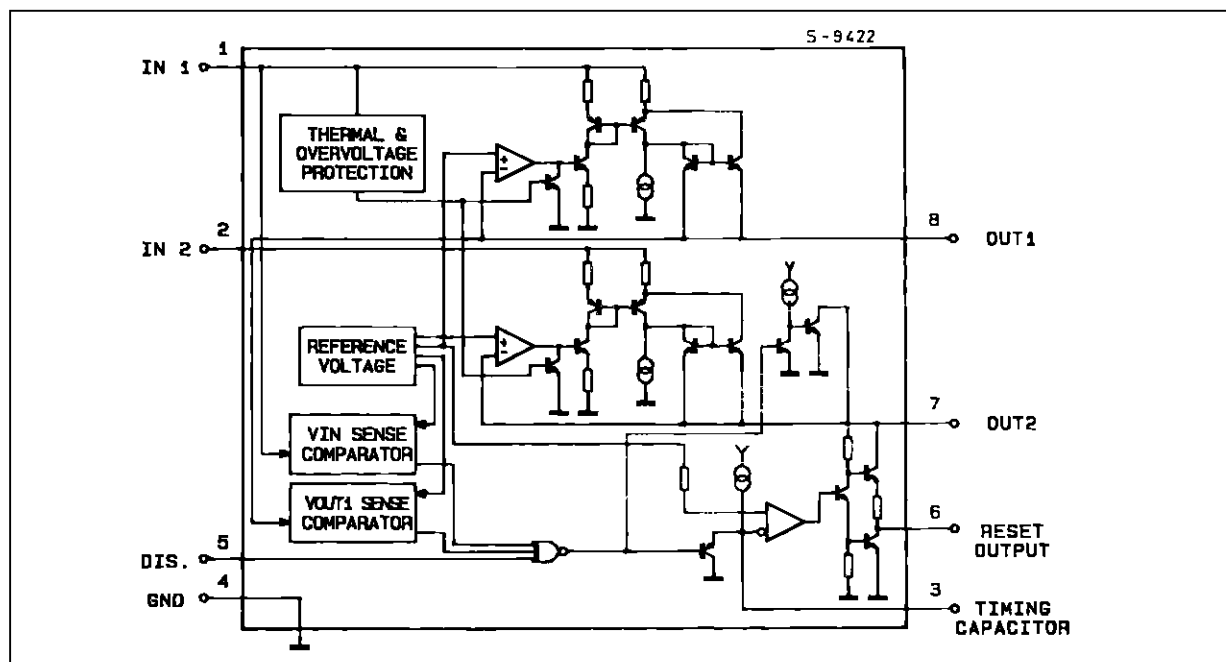 S-9422
1
IN 1
THERMAL &
OVERVOLTAGE
PROTECTION
+
-
2
IN 2
8
OUT1
REFERENCE
VOLTAGE
+
-
7
OUT2
VIN SENSE
COMPARATOR
VOUT1 SENSE
COMPARATOR
6
RESET
OUTPUT
5
DIS.
4
GND
3
TIMING
CAPACITOR